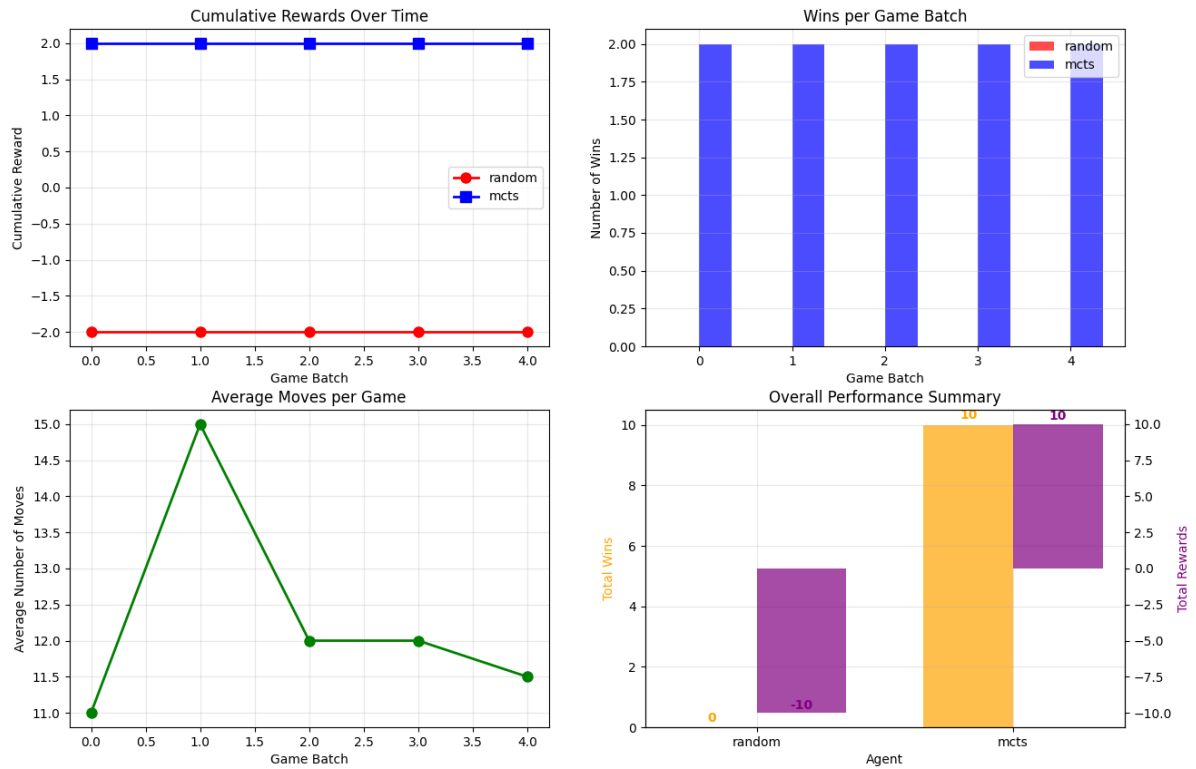 Cumulative Rewards Over Time
2.0
1.5
1.0
0.5
0.0
−0.5
−1.0
−1.5
−2.0
Cumulative Reward
random
mcts
0.0 0.5 1.0 1.5 2.0 2.5 3.0 3.5 4.0
Game Batch
Wins per Game Batch
2.00
1.75
1.50
1.25
1.00
0.75
0.50
0.25
0.00
Number of Wins
random
mcts
0 1 2 3 4
Game Batch
Average Moves per Game
15.0
14.5
14.0
13.5
13.0
12.5
12.0
11.5
11.0
Average Number of Moves
0.0 0.5 1.0 1.5 2.0 2.5 3.0 3.5 4.0
Game Batch
Overall Performance Summary
10
8
6
4
2
0
Total Wins
0
-10
10
10
10.0
7.5
5.0
2.5
0.0
−2.5
−5.0
−7.5
−10.0
Total Rewards
random mcts
Agent